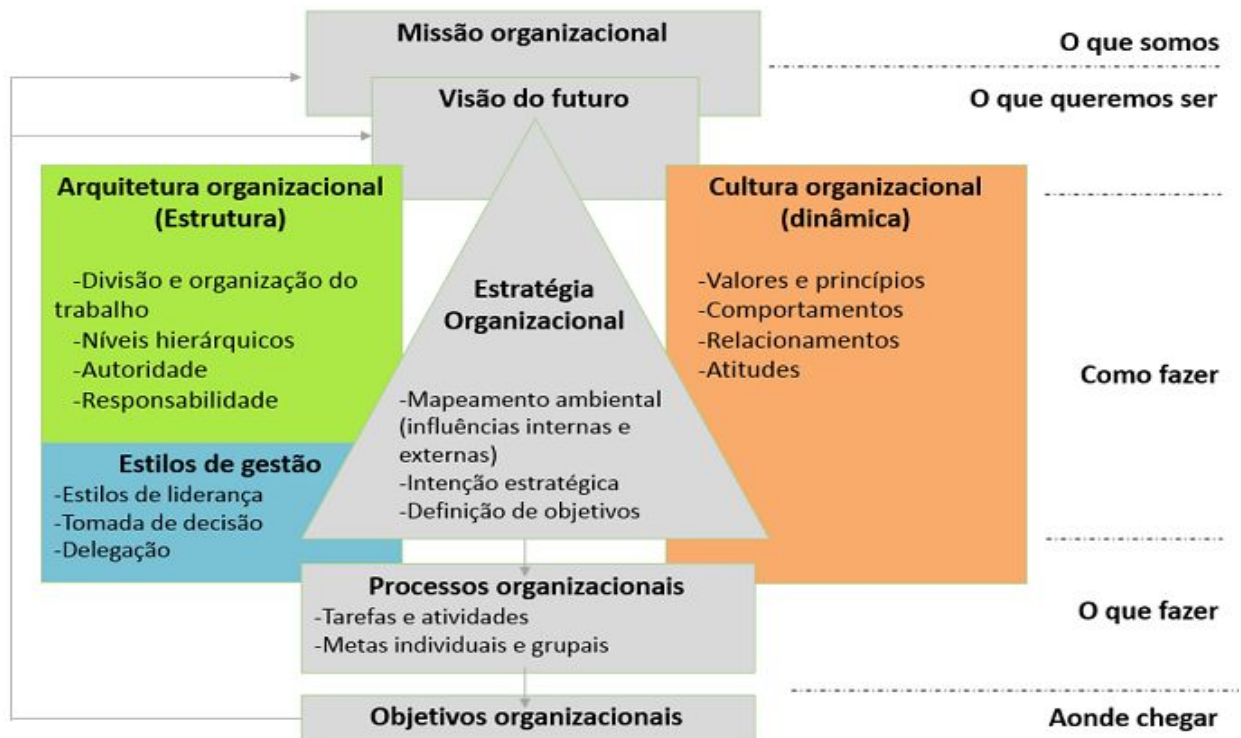 Missão organizacional
O que somos
Visão do futuro
O que queremos ser
Arquitetura organizacional
(Estrutura)
-Divisão e organização do
trabalho
-Níveis hierárquicos
-Autoridade
-Responsabilidade
Estilos de gestão
-Estilos de liderança
-Tomada de decisão
-Delegação
Estratégia
Organizacional
-Mapeamento ambiental
(influências internas e
externas)
-Intenção estratégica
-Definição de objetivos
Cultura organizacional
(dinâmica)
-Valores e princípios
-Comportamentos
-Relacionamentos
-Atitudes
Como fazer
Processos organizacionais
-Tarefas e atividades
-Metas individuais e grupais
O que fazer
Objetivos organizacionais
Aonde chegar